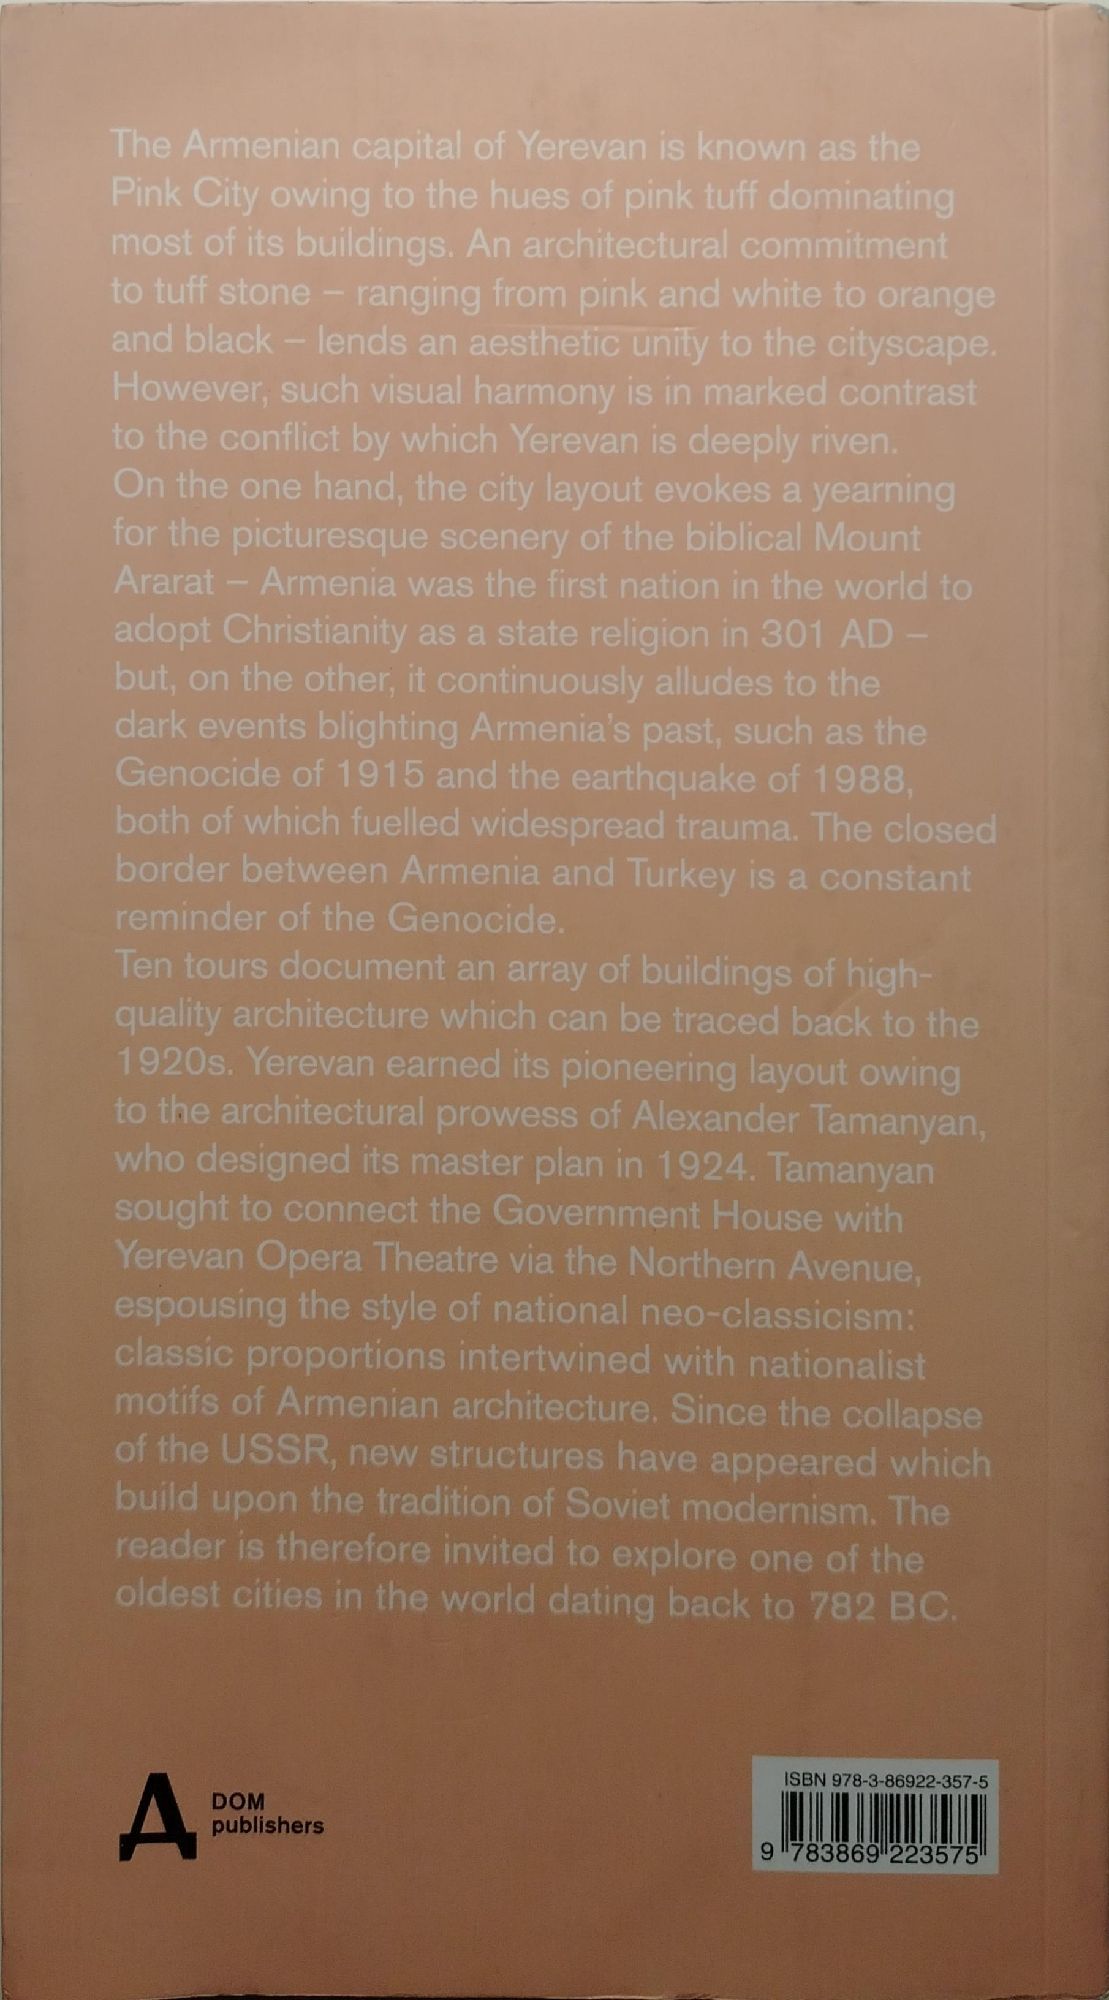 The Armenian capital of Yerevan is known as the
Pink City owing to the hues of pink tuff dominating
most of its buildings. An architectural commitment
to tuff stone – ranging from pink and white to orange
and black – lends an aesthetic unity to the cityscape.
However, such visual harmony is in marked contrast
to the conflict by which Yerevan is deeply riven.
On the one hand, the city layout evokes a yearning
for the picturesque scenery of the biblical Mount
Ararat – Armenia was the first nation in the world to
adopt Christianity as a state religion in 301 AD –
but, on the other, it continuously alludes to the
dark events blighting Armenia’s past, such as the
Genocide of 1915 and the earthquake of 1988,
both of which fuelled widespread trauma. The closed
border between Armenia and Turkey is a constant
reminder of the Genocide.
Ten tours document an array of buildings of high-
quality architecture which can be traced back to the
1920s. Yerevan earned its pioneering layout owing
to the architectural prowess of Alexander Tamanyan,
who designed its master plan in 1924. Tamanyan
sought to connect the Government House with
Yerevan Opera Theatre via the Northern Avenue,
espousing the style of national neo-classicism:
classic proportions intertwined with nationalist
motifs of Armenian architecture. Since the collapse
of the USSR, new structures have appeared which
build upon the tradition of Soviet modernism. The
reader is therefore invited to explore one of the
oldest cities in the world dating back to 782 BC.
Д
DOM
publishers
ISBN 978-3-86922-357-5
9 783869 223575